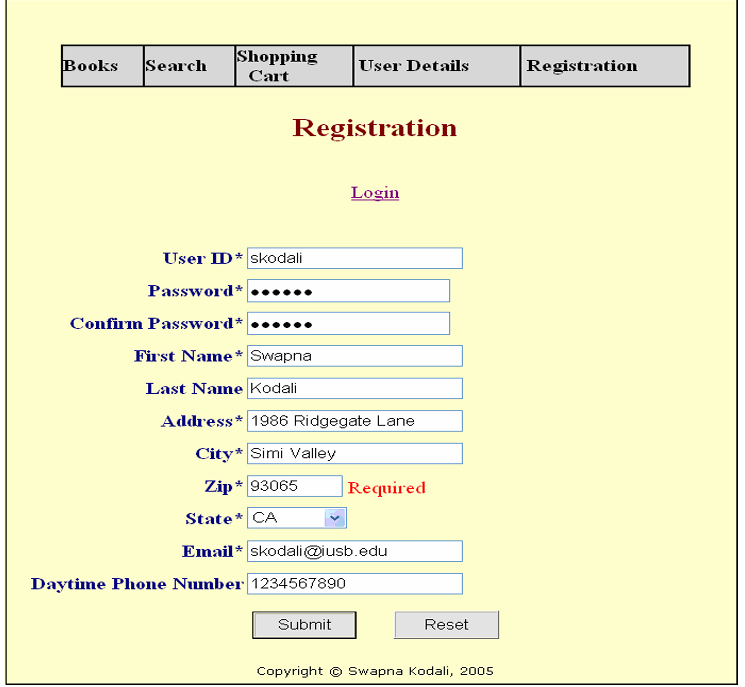 Books Search Shopping Cart User Details Registration
Registration
Login
User ID* skodali
Password* ••••••
Confirm Password* ••••••
First Name* Swapna
Last Name Kodali
Address* 1986 Ridgegate Lane
City* Simi Valley
Zip* 93065 Required
State* CA
Email* skodali@iusb.edu
Daytime Phone Number 1234567890
Submit Reset
Copyright © Swapna Kodali, 2005